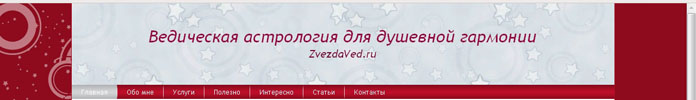 Ведическая астрология для душевной гармонии
ZvezdaVed.ru
Главная Обо мне Услуги Полезно Интересно Статьи Контакты